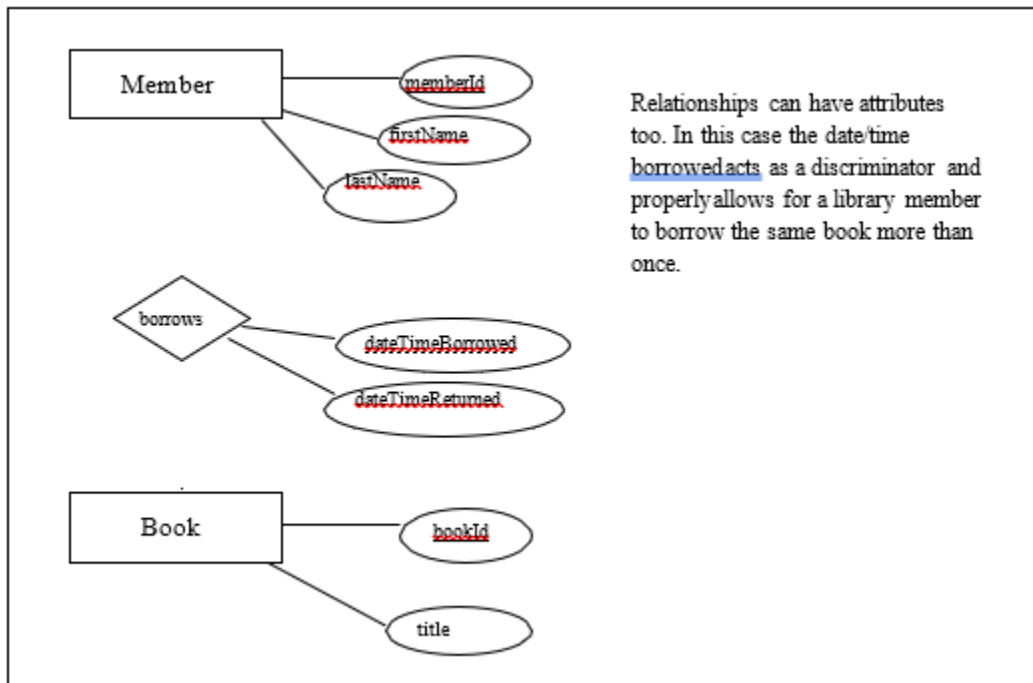 Member
memberId
firstName
lastName
Relationships can have attributes
too. In this case the date/time
borrowedacts as a discriminator and
properlyallows for a library member
to borrow the same book more than
once.
borrows
dateTimeBorrowed
dateTimeReturned
Book
bookId
title